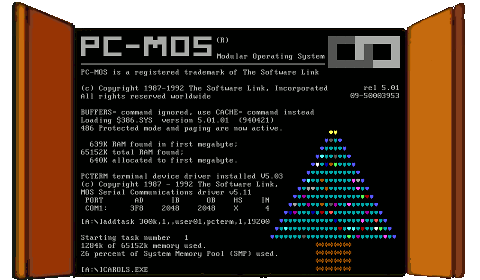 PC-MOS (R)
Modular Operating System
PC-MOS is a registered trademark of The Software Link
(c) Copyright 1987-1992 The Software Link, Incorporated
All rights reserved worldwide
rel 5.01
09-50003953
BUFFERS= command ignored, use CACHE= command instead
Loading $386.SYS version 5.01.01 (940421)
486 Protected mode and paging are now active.
639K RAM found in first megabyte;
65152K total RAM found;
640K allocated to first megabyte.
PCTERM terminal device driver installed V5.03
(c) Copyright 1987 - 1992 The Software Link,
MOS Serial Communications driver v5.11
PORT AD IB OB HS IN
COM1: 3F8 2048 2048 X 4
[A:\]addtask 300k,1,user01,pcterm,1,19200
Starting task number 1
1284k of 65152k memory used.
26 percent of System Memory Pool (SMP) used.
[A:\]CAROLS.EXE